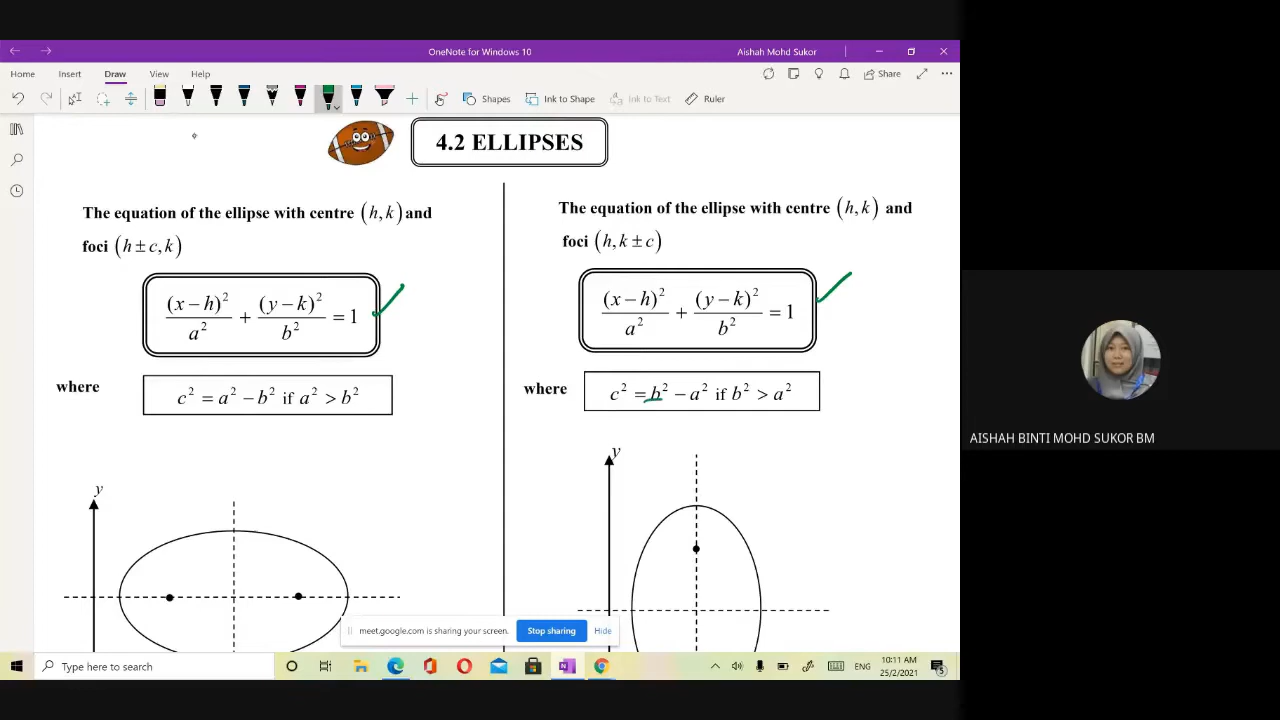 OneNote for Windows 10
Aishah Mohd Sukor
Home Insert Draw View Help
Share
Shapes Ink to Shape Ink to Text Ruler
4.2 ELLIPSES
The equation of the ellipse with centre (h, k) and
foci (h ± c, k)
(x − h)² / a² + (y − k)² / b² = 1
where c² = a² − b² if a² > b²
y
The equation of the ellipse with centre (h, k) and
foci (h, k ± c)
(x − h)² / a² + (y − k)² / b² = 1
where c² = b² − a² if b² > a²
y
AISHAH BINTI MOHD SUKOR BM
meet.google.com is sharing your screen. Stop sharing Hide
Type here to search
ENG
10:11 AM
25/2/2021
5